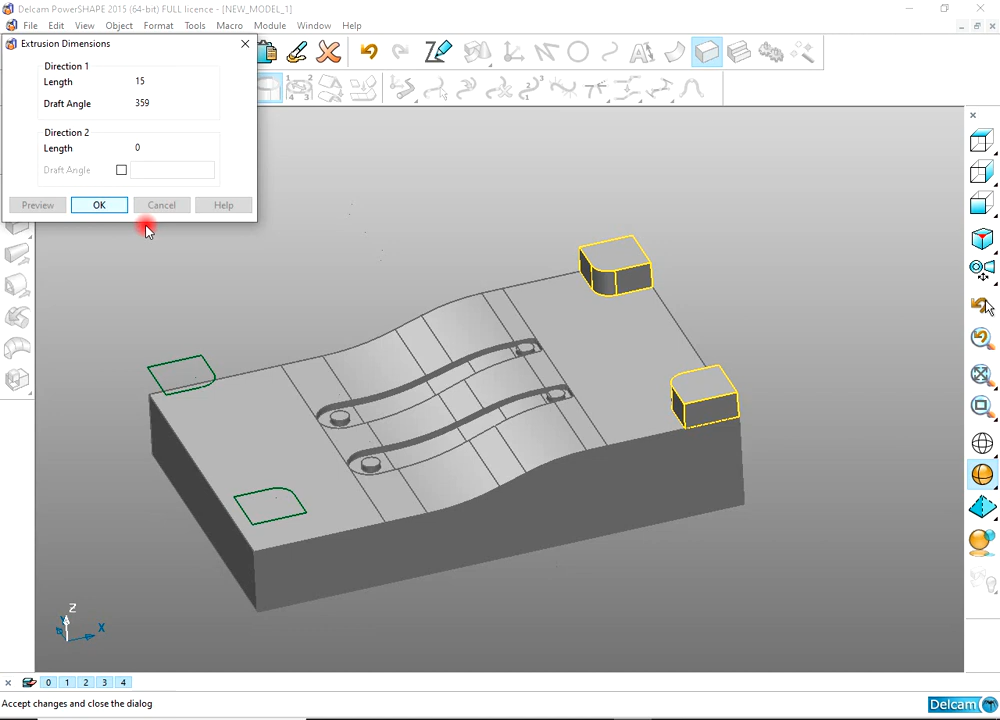 Delcam PowerSHAPE 2015 (64-bit) FULL licence - [NEW_MODEL_1]
File Edit View Object Format Tools Macro Module Window Help
Extrusion Dimensions
Direction 1
Length 15
Draft Angle 359
Direction 2
Length 0
Draft Angle
Preview OK Cancel Help
Z
X
0 1 2 3 4
Accept changes and close the dialog
Delcam